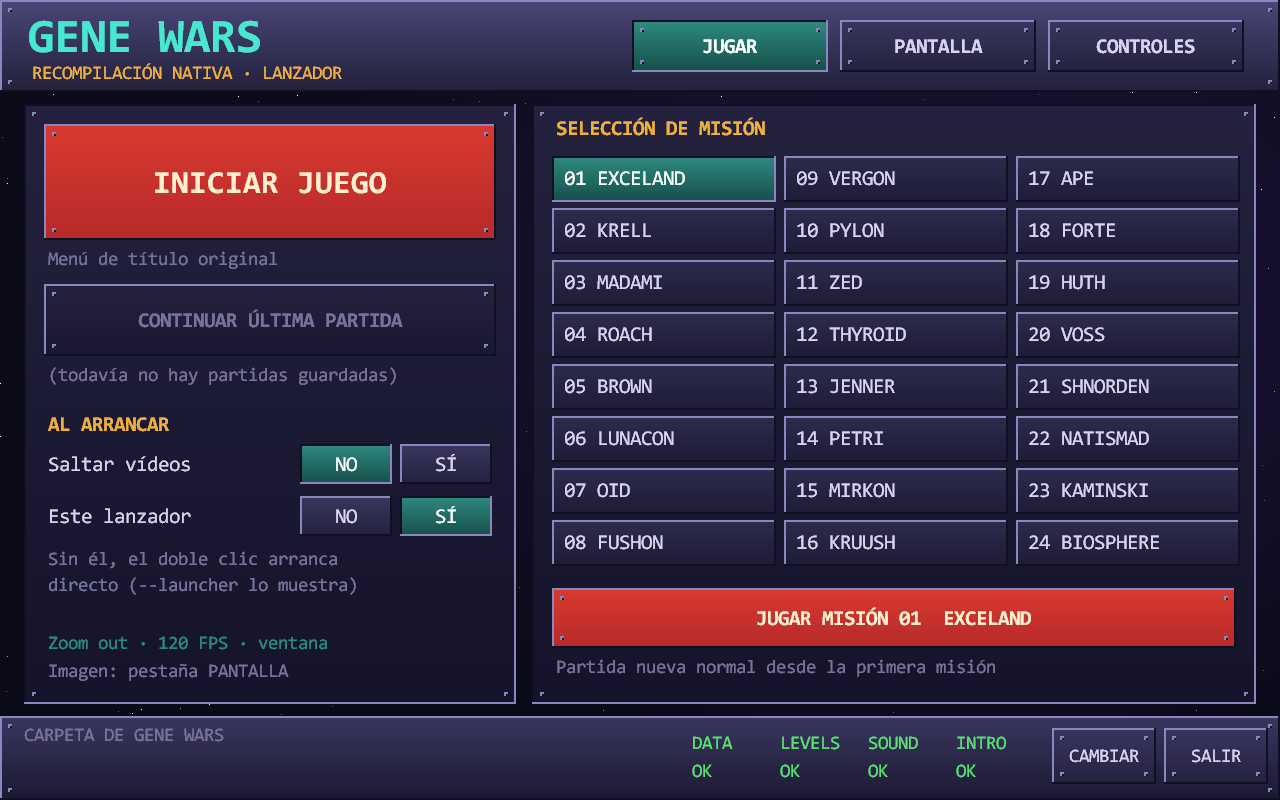 GENE WARS
RECOMPILACIÓN NATIVA · LANZADOR
JUGAR
PANTALLA
CONTROLES
INICIAR JUEGO
Menú de título original
CONTINUAR ÚLTIMA PARTIDA
(todavía no hay partidas guardadas)
AL ARRANCAR
Saltar vídeos NO SÍ
Este lanzador NO SÍ
Sin él, el doble clic arranca
directo (--launcher lo muestra)
Zoom out · 120 FPS · ventana
Imagen: pestaña PANTALLA
SELECCIÓN DE MISIÓN
01 EXCELAND 09 VERGON 17 APE
02 KRELL 10 PYLON 18 FORTE
03 MADAMI 11 ZED 19 HUTH
04 ROACH 12 THYROID 20 VOSS
05 BROWN 13 JENNER 21 SHNORDEN
06 LUNACON 14 PETRI 22 NATISMAD
07 OID 15 MIRKON 23 KAMINSKI
08 FUSHON 16 KRUUSH 24 BIOSPHERE
JUGAR MISIÓN 01 EXCELAND
Partida nueva normal desde la primera misión
CARPETA DE GENE WARS
DATA LEVELS SOUND INTRO
OK OK OK OK
CAMBIAR
SALIR